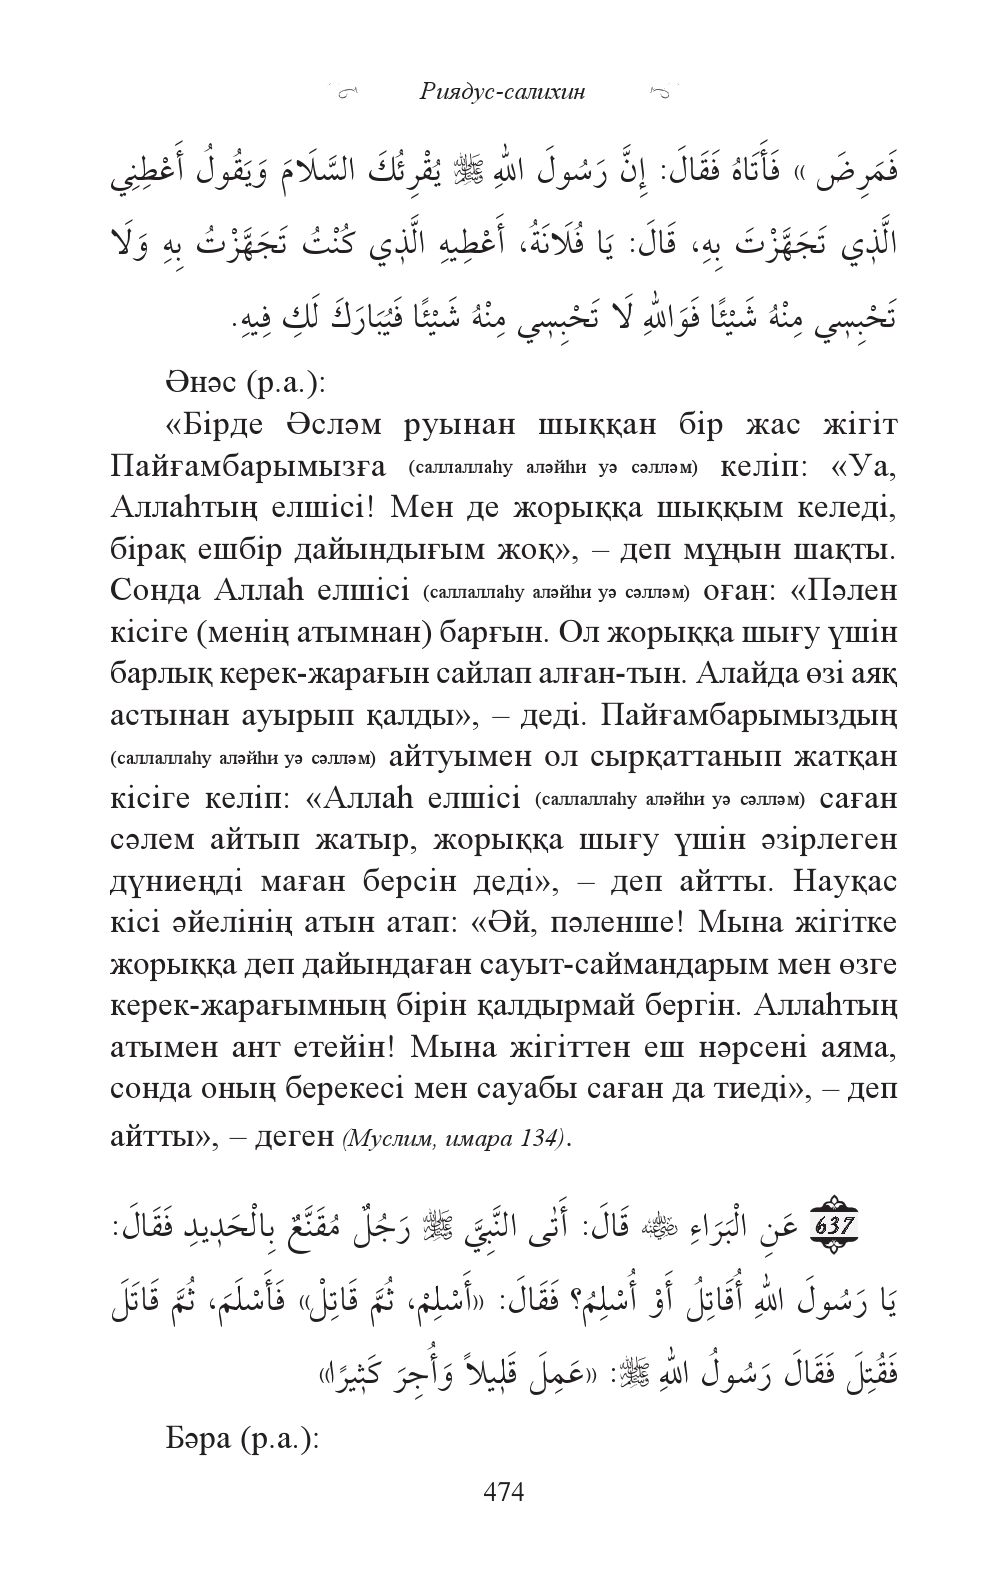 Риядус-салихин
فَمَرِضَ » فَأَتَاهُ فَقَالَ: إِنَّ رَسُولَ اللهِ ﷺ يُقْرِئُكَ السَّلَامَ وَيَقُولُ أَعْطِنِي
الَّذِي تَجَهَّزْتَ بِهِ، قَالَ: يَا فُلَانَةُ، أَعْطِيهِ الَّذِي كُنْتُ تَجَهَّزْتُ بِهِ وَلَا
تَحْبِسِي مِنْهُ شَيْئًا فَوَاللهِ لَا تَحْبِسِي مِنْهُ شَيْئًا فَيُبَارَكَ لَكِ فِيهِ.
Әнәс (р.а.):
«Бірде Әсләм руынан шыққан бір жас жігіт
Пайғамбарымызға (саллаллаһу аләйһи уә сәлләм) келіп: «Уа,
Аллаһтың елшісі! Мен де жорыққа шыққым келеді,
бірақ ешбір дайындығым жоқ», – деп мұңын шақты.
Сонда Аллаһ елшісі (саллаллаһу аләйһи уә сәлләм) оған: «Пәлен
кісіге (менің атымнан) барғын. Ол жорыққа шығу үшін
барлық керек-жарағын сайлап алған-тын. Алайда өзі аяқ
астынан ауырып қалды», – деді. Пайғамбарымыздың
(саллаллаһу аләйһи уә сәлләм) айтуымен ол сырқаттанып жатқан
кісіге келіп: «Аллаһ елшісі (саллаллаһу аләйһи уә сәлләм) саған
сәлем айтып жатыр, жорыққа шығу үшін әзірлеген
дүниеңді маған берсін деді», – деп айтты. Науқас
кісі әйелінің атын атап: «Әй, пәленше! Мына жігітке
жорыққа деп дайындаған сауыт-саймандарым мен өзге
керек-жарағымның бірін қалдырмай бергін. Аллаһтың
атымен ант етейін! Мына жігіттен еш нәрсені аяма,
сонда оның берекесі мен сауабы саған да тиеді», – деп
айтты», – деген (Муслим, имара 134).
637 عَنِ الْبَرَاءِ ﷛ قَالَ: أَتَى النَّبِيَّ ﷺ رَجُلٌ مُقَنَّعٌ بِالْحَدِيدِ فَقَالَ:
يَا رَسُولَ اللهِ أُقَاتِلُ أَوْ أُسْلِمُ؟ فَقَالَ: «أَسْلِمْ، ثُمَّ قَاتِلْ» فَأَسْلَمَ، ثُمَّ قَاتَلَ
فَقُتِلَ فَقَالَ رَسُولُ اللهِ ﷺ: «عَمِلَ قَلِيلاً وَأُجِرَ كَثِيرًا»
Бәра (р.а.):
474